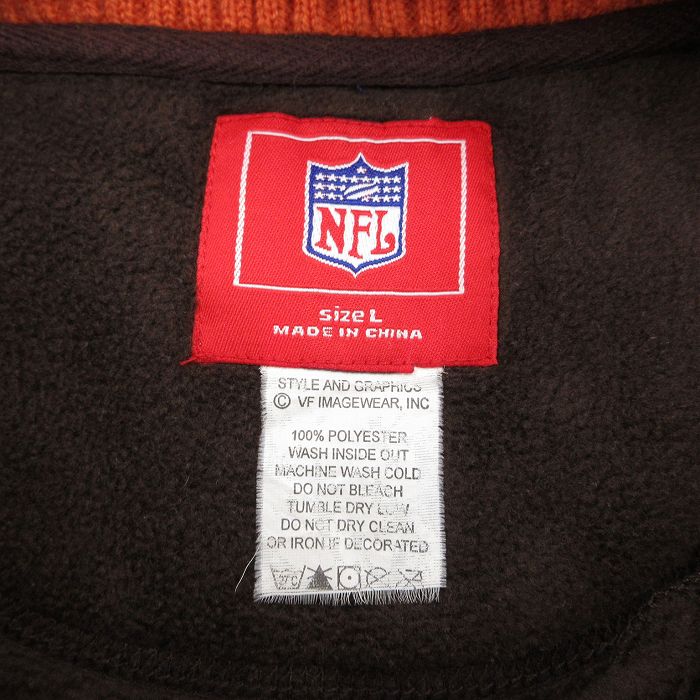 NFL
Size L
MADE IN CHINA
STYLE AND GRAPHICS
© VF IMAGEWEAR, INC
100% POLYESTER
WASH INSIDE OUT
MACHINE WASH COLD
DO NOT BLEACH
TUMBLE DRY LOW
DO NOT DRY CLEAN
OR IRON IF DECORATED